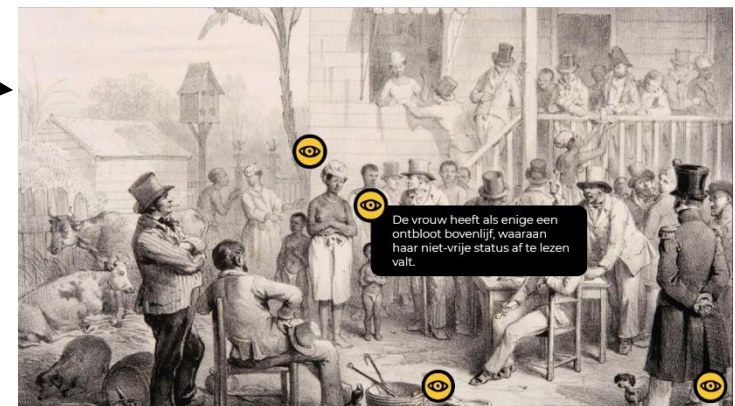 De vrouw heeft als enige een
ontbloot bovenlijf, waaraan
haar niet-vrije status af te lezen
valt.